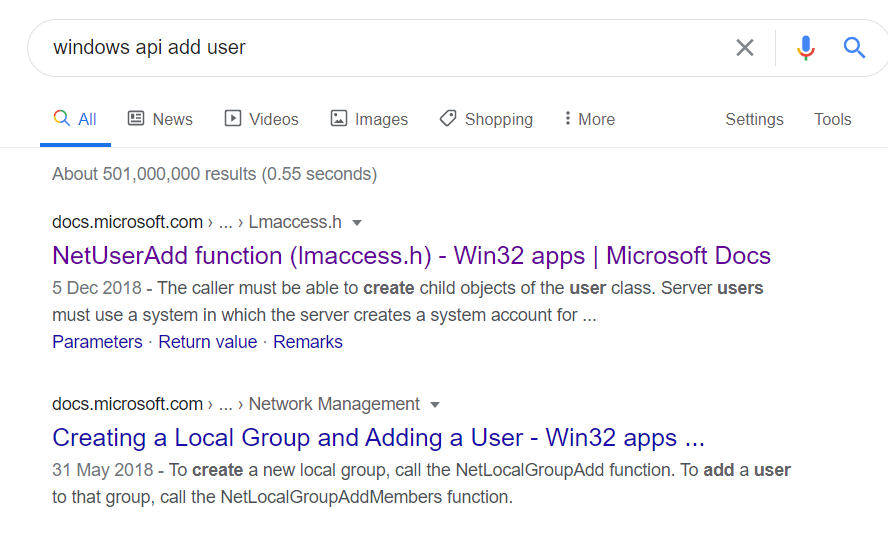 windows api add user
All News Videos Images Shopping More Settings Tools
About 501,000,000 results (0.55 seconds)
docs.microsoft.com › ... › Lmaccess.h
NetUserAdd function (lmaccess.h) - Win32 apps | Microsoft Docs
5 Dec 2018 - The caller must be able to create child objects of the user class. Server users
must use a system in which the server creates a system account for ...
Parameters · Return value · Remarks
docs.microsoft.com › ... › Network Management
Creating a Local Group and Adding a User - Win32 apps ...
31 May 2018 - To create a new local group, call the NetLocalGroupAdd function. To add a user
to that group, call the NetLocalGroupAddMembers function.